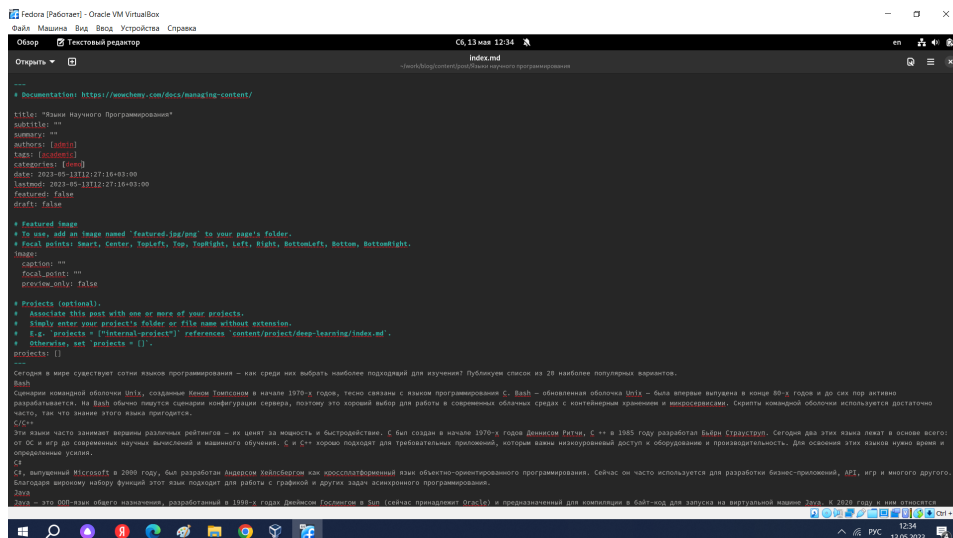 Fedora [Работает] - Oracle VM VirtualBox
Файл Машина Вид Ввод Устройства Справка
Обзор Текстовый редактор Сб, 13 мая 12:34 en
Открыть index.md
~/work/blog/content/post/Языки научного программирования
---
# Documentation: https://wowchemy.com/docs/managing-content/
title: "Языки Научного Программирования"
subtitle: ""
summary: ""
authors: [admin]
tags: [academic]
categories: [demo]
date: 2023-05-13T12:27:16+03:00
lastmod: 2023-05-13T12:27:16+03:00
featured: false
draft: false
# Featured image
# To use, add an image named `featured.jpg/png` to your page's folder.
# Focal points: Smart, Center, TopLeft, Top, TopRight, Left, Right, BottomLeft, Bottom, BottomRight.
image:
caption: ""
focal_point: ""
preview_only: false
# Projects (optional).
# Associate this post with one or more of your projects.
# Simply enter your project's folder or file name without extension.
# E.g. `projects = ["internal-project"]` references `content/project/deep-learning/index.md`.
# Otherwise, set `projects = []`.
projects: []
---
Сегодня в мире существуют сотни языков программирования — как среди них выбрать наиболее подходящий для изучения? Публикуем список из 20 наиболее популярных вариантов.
Bash
Сценарии командной оболочки Unix, созданные Кеном Томпсоном в начале 1970-х годов, тесно связаны с языком программирования C. Bash — обновленная оболочка Unix — была впервые выпущена в конце 80-х годов и до сих пор активно
разрабатывается. На Bash обычно пишутся сценарии конфигурации сервера, поэтому это хороший выбор для работы в современных облачных средах с контейнерным хранением и микросервисами. Скрипты командной оболочки используются достаточно
часто, так что знание этого языка пригодится.
C/C++
Эти языки часто занимают вершины различных рейтингов — их ценят за мощность и быстродействие. C был создан в начале 1970-х годов Деннисом Ритчи, C ++ в 1985 году разработал Бьёрн Страуструп. Сегодня два этих языка лежат в основе всего:
от ОС и игр до современных научных вычислений и машинного обучения. C и C++ хорошо подходят для требовательных приложений, которым важны низкоуровневый доступ к оборудованию и производительность. Для освоения этих языков нужно время и
определенные усилия.
C#
C#, выпущенный Microsoft в 2000 году, был разработан Андерсом Хейлсбергом как кроссплатформенный язык объектно-ориентированного программирования. Сейчас он часто используется для разработки бизнес-приложений, API, игр и многого другого.
Благодаря широкому набору функций этот язык подходит для работы с графикой и других задач асинхронного программирования.
Java
Java — это ООП-язык общего назначения, разработанный в 1990-х годах Джеймсом Гослингом в Sun (сейчас принадлежит Oracle) и предназначенный для компиляции в байт-код для запуска на виртуальной машине Java. К 2020 году к ним относятся
Ctrl +
РУС 12:34
13.05.2023